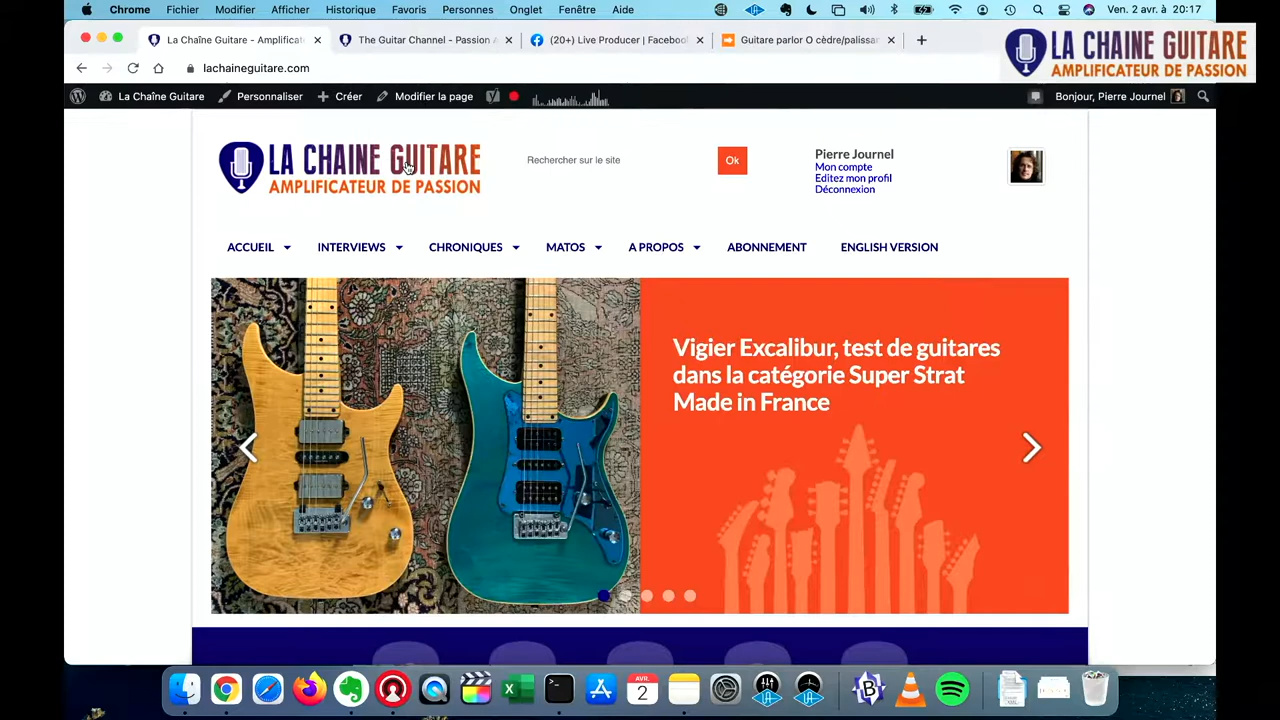 Chrome Fichier Modifier Afficher Historique Favoris Personnes Onglet Fenêtre Aide Ven. 2 avr. à 20:17
La Chaîne Guitare - Amplificat The Guitar Channel - Passion A (20+) Live Producer | Facebook Guitare parlor O cèdre/palissan
LA CHAINE GUITARE
AMPLIFICATEUR DE PASSION
lachaineguitare.com
La Chaîne Guitare Personnaliser Créer Modifier la page Bonjour, Pierre Journel
LA CHAINE GUITARE
AMPLIFICATEUR DE PASSION
Rechercher sur le site Ok
Pierre Journel
Mon compte
Editez mon profil
Déconnexion
ACCUEIL INTERVIEWS CHRONIQUES MATOS A PROPOS ABONNEMENT ENGLISH VERSION
Vigier Excalibur, test de guitares
dans la catégorie Super Strat
Made in France
AVR.
2